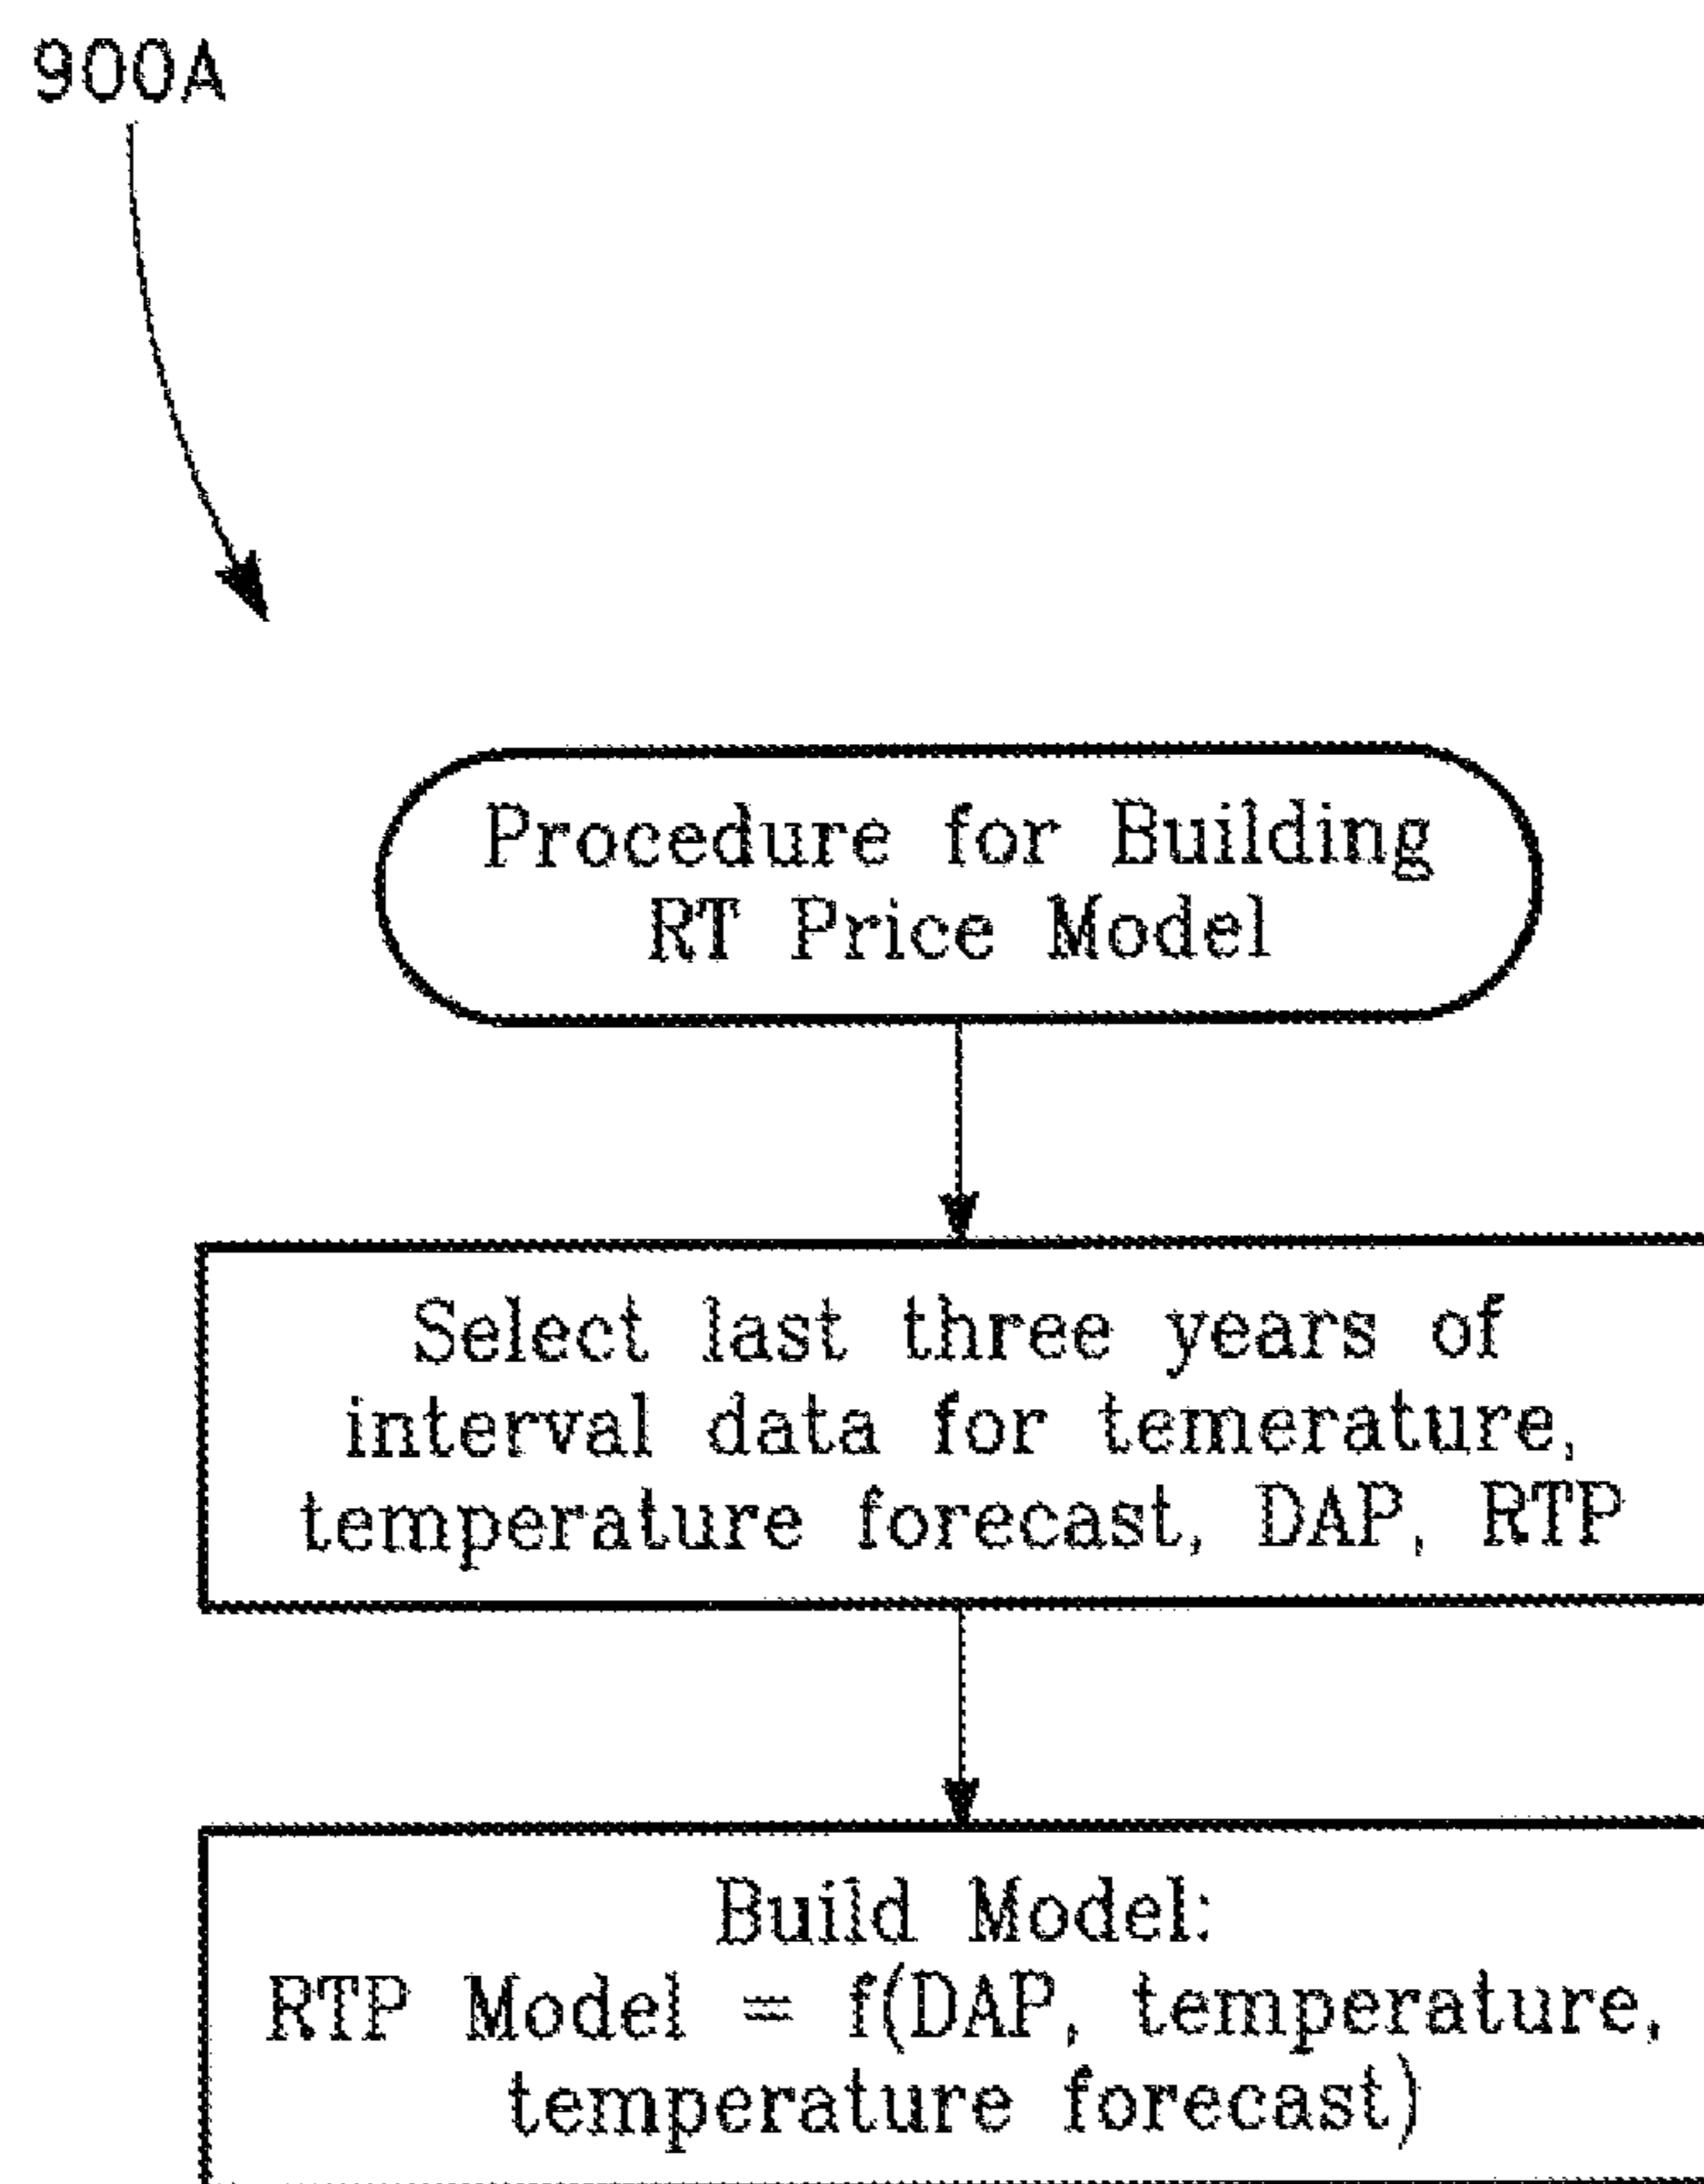 900A
Procedure for Building
RT Price Model
Select last three years of
interval data for temerature,
temperature forecast, DAP, RTP
Build Model:
RTP Model = f(DAP, temperature,
temperature forecast)